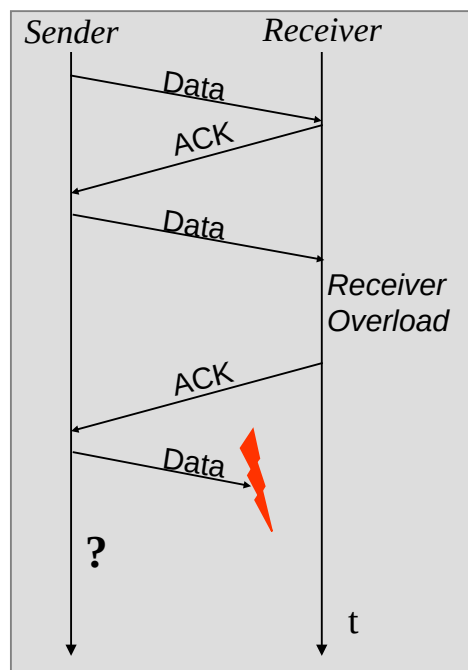 Sender Receiver
Data
ACK
Data
Receiver
Overload
ACK
Data
?
t